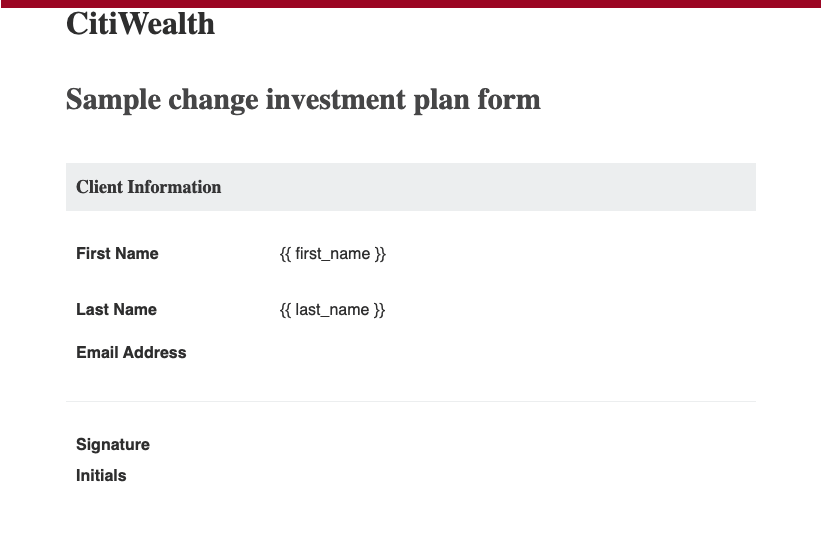 CitiWealth
Sample change investment plan form
Client Information
First Name {{ first_name }}
Last Name {{ last_name }}
Email Address
Signature
Initials